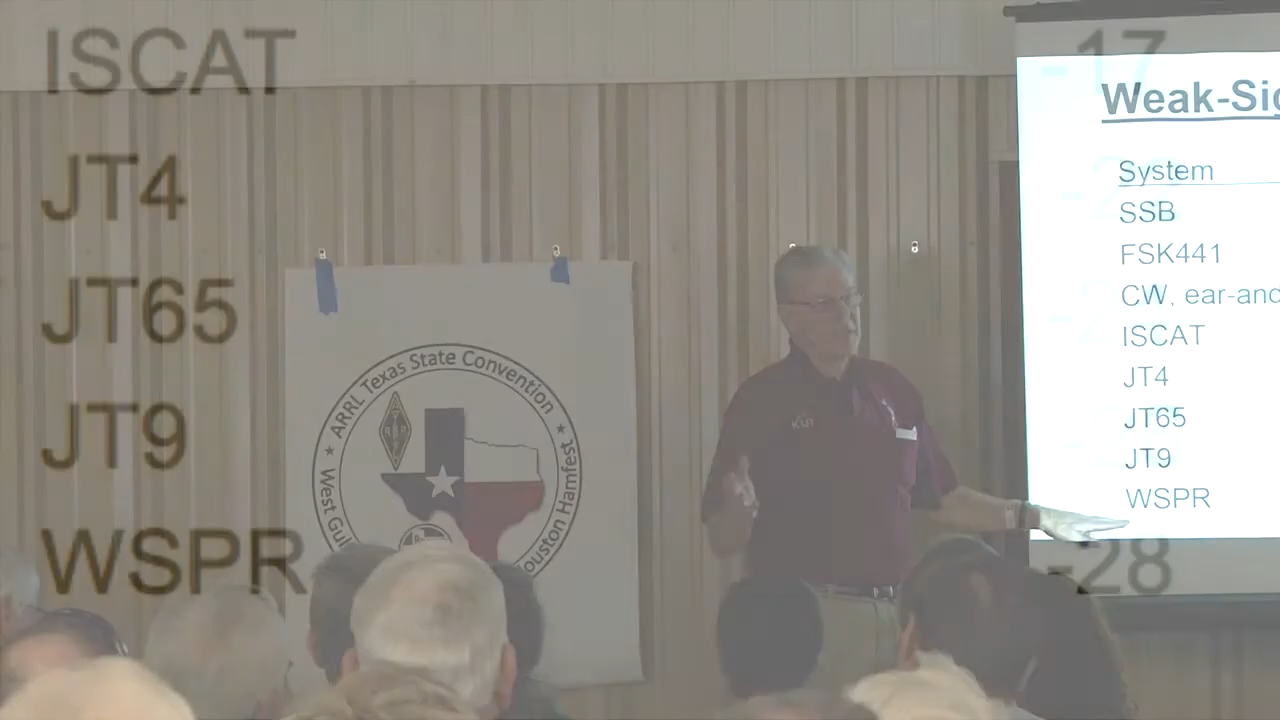 ISCAT -17
JT4
JT65
JT9
WSPR -28
ARRL Texas State Convention
West Gul
ouston Hamfest
Weak-Sig
System
SSB
FSK441
CW, ear-and
ISCAT
JT4
JT65
JT9
WSPR